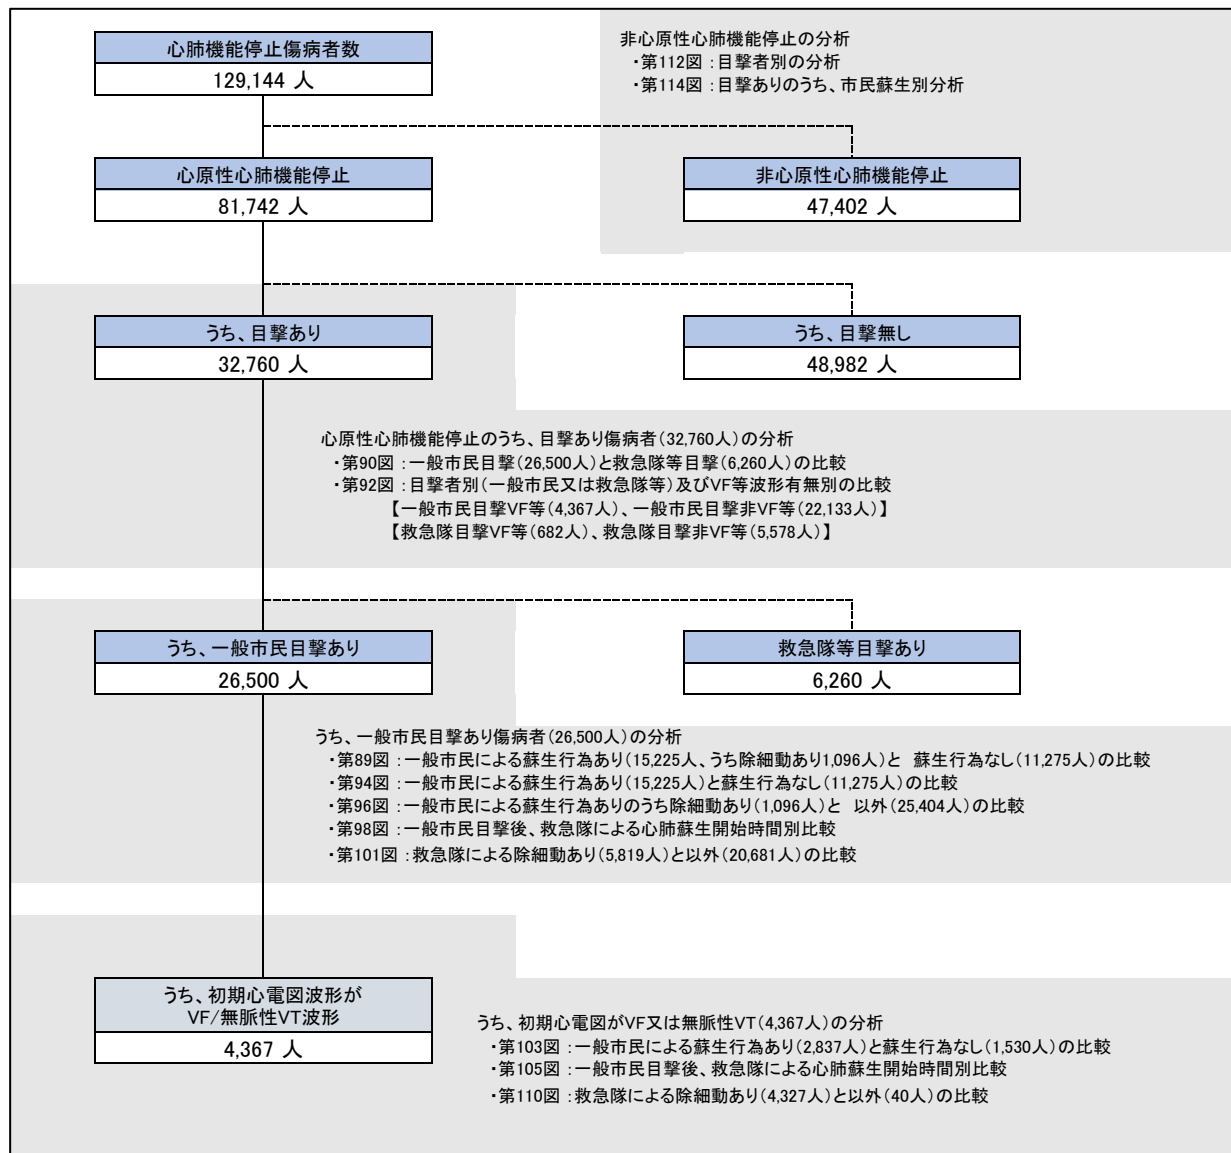 心肺機能停止傷病者数
129,144 人
非心原性心肺機能停止の分析
・第112図：目撃者別の分析
・第114図：目撃ありのうち、市民蘇生別分析
心原性心肺機能停止
81,742 人
非心原性心肺機能停止
47,402 人
うち、目撃あり
32,760 人
うち、目撃無し
48,982 人
心原性心肺機能停止のうち、目撃あり傷病者（32,760人）の分析
・第90図：一般市民目撃（26,500人）と救急隊等目撃（6,260人）の比較
・第92図：目撃者別（一般市民又は救急隊等）及びVF等波形有無別の比較
【一般市民目撃VF等（4,367人）、一般市民目撃非VF等（22,133人）】
【救急隊目撃VF等（682人）、救急隊目撃非VF等（5,578人）】
うち、一般市民目撃あり
26,500 人
救急隊等目撃あり
6,260 人
うち、一般市民目撃あり傷病者（26,500人）の分析
・第89図：一般市民による蘇生行為あり（15,225人、うち除細動あり1,096人）と 蘇生行為なし（11,275人）の比較
・第94図：一般市民による蘇生行為あり（15,225人）と蘇生行為なし（11,275人）の比較
・第96図：一般市民による蘇生行為ありのうち除細動あり（1,096人）と 以外（25,404人）の比較
・第98図：一般市民目撃後、救急隊による心肺蘇生開始時間別比較
・第101図：救急隊による除細動あり（5,819人）と以外（20,681人）の比較
うち、初期心電図波形が
VF/無脈性VT波形
4,367 人
うち、初期心電図がVF又は無脈性VT（4,367人）の分析
・第103図：一般市民による蘇生行為あり（2,837人）と蘇生行為なし（1,530人）の比較
・第105図：一般市民目撃後、救急隊による心肺蘇生開始時間別比較
・第110図：救急隊による除細動あり（4,327人）と以外（40人）の比較